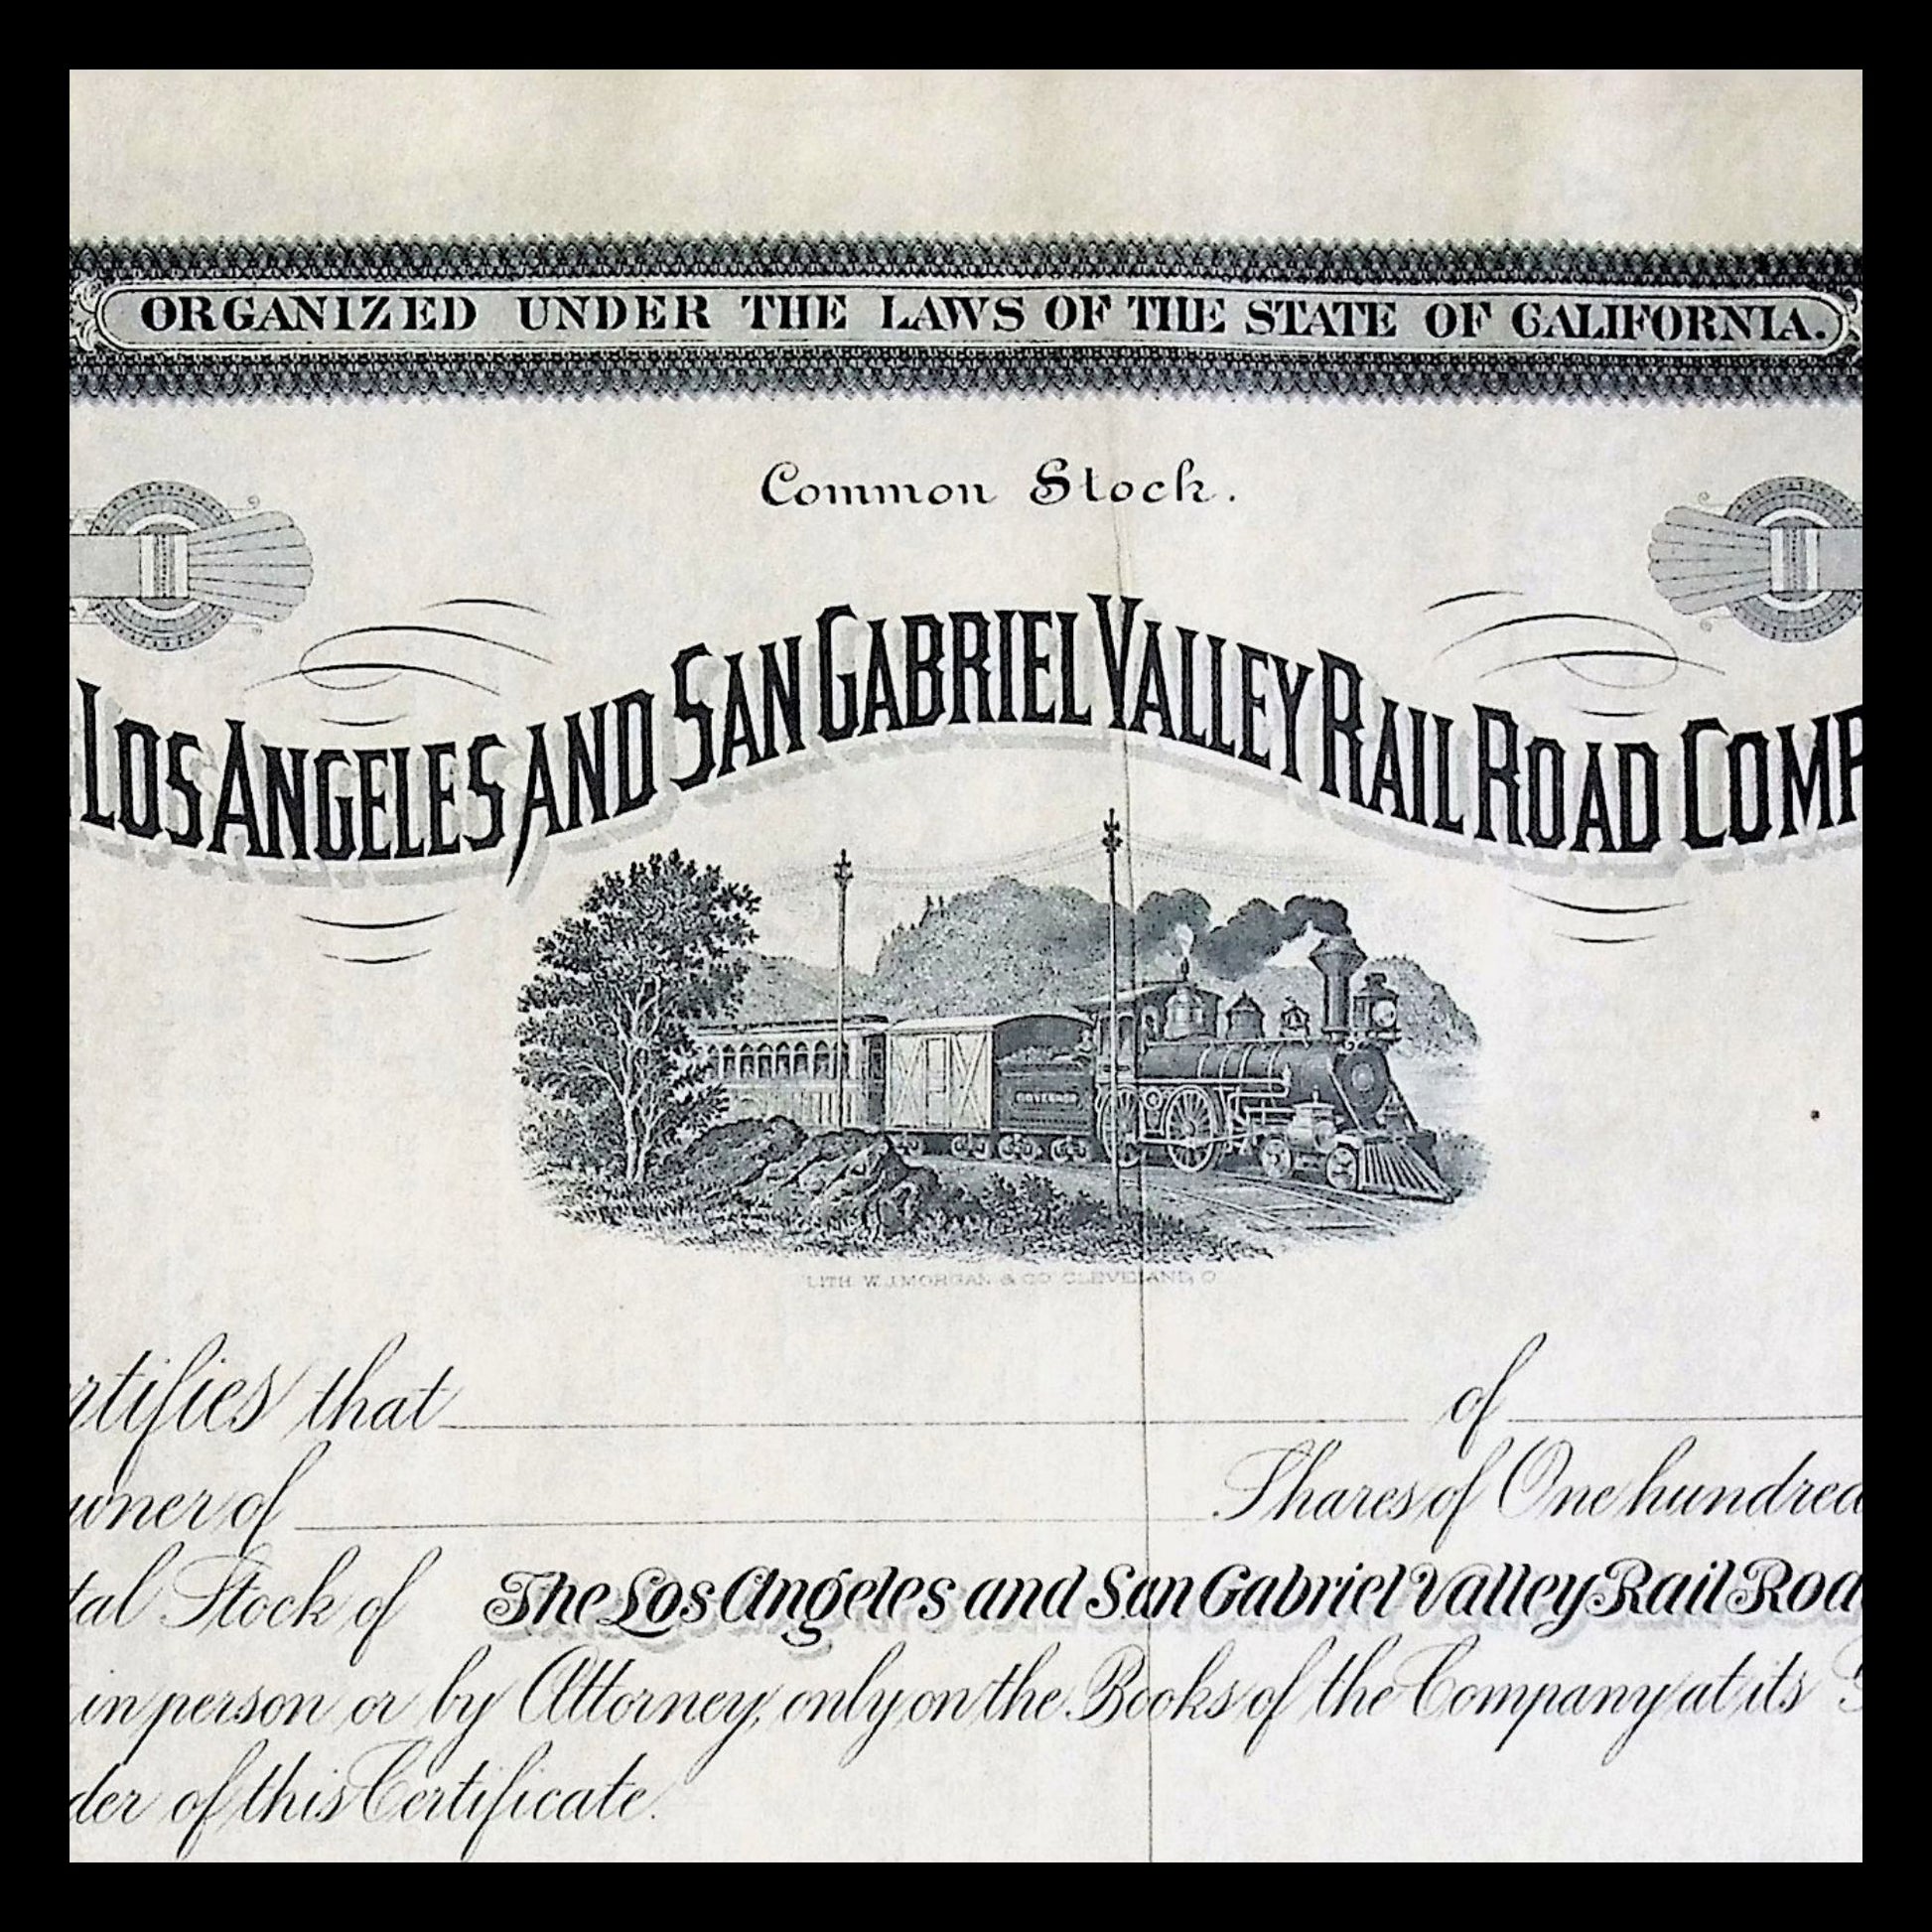 ORGANIZED UNDER THE LAWS OF THE STATE OF CALIFORNIA.
Common Stock.
LOS ANGELES AND SAN GABRIEL VALLEY RAIL ROAD COMP
GOVERNOR
LITH. W. J. MORGAN & CO. CLEVELAND, O.
rtifies that of
wner of Shares of One hundred
tal Stock of The Los Angeles and San Gabriel Valley Rail Roa
in person or by Attorney, only on the Books of the Company at its
der of this Certificate.